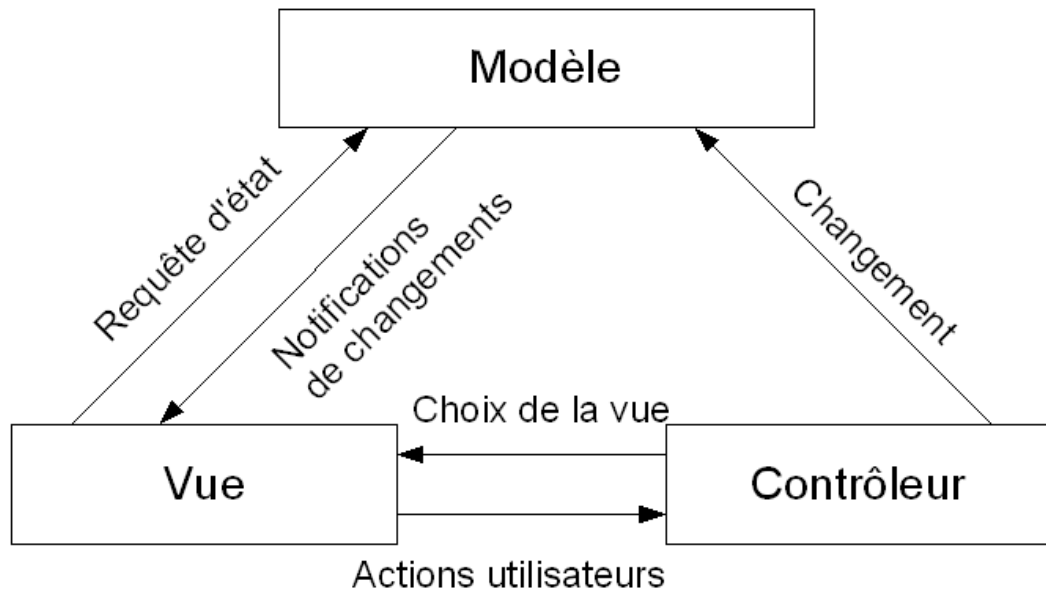 Modèle
Requête d'état
Notifications
de changements
Changement
Choix de la vue
Vue
Contrôleur
Actions utilisateurs